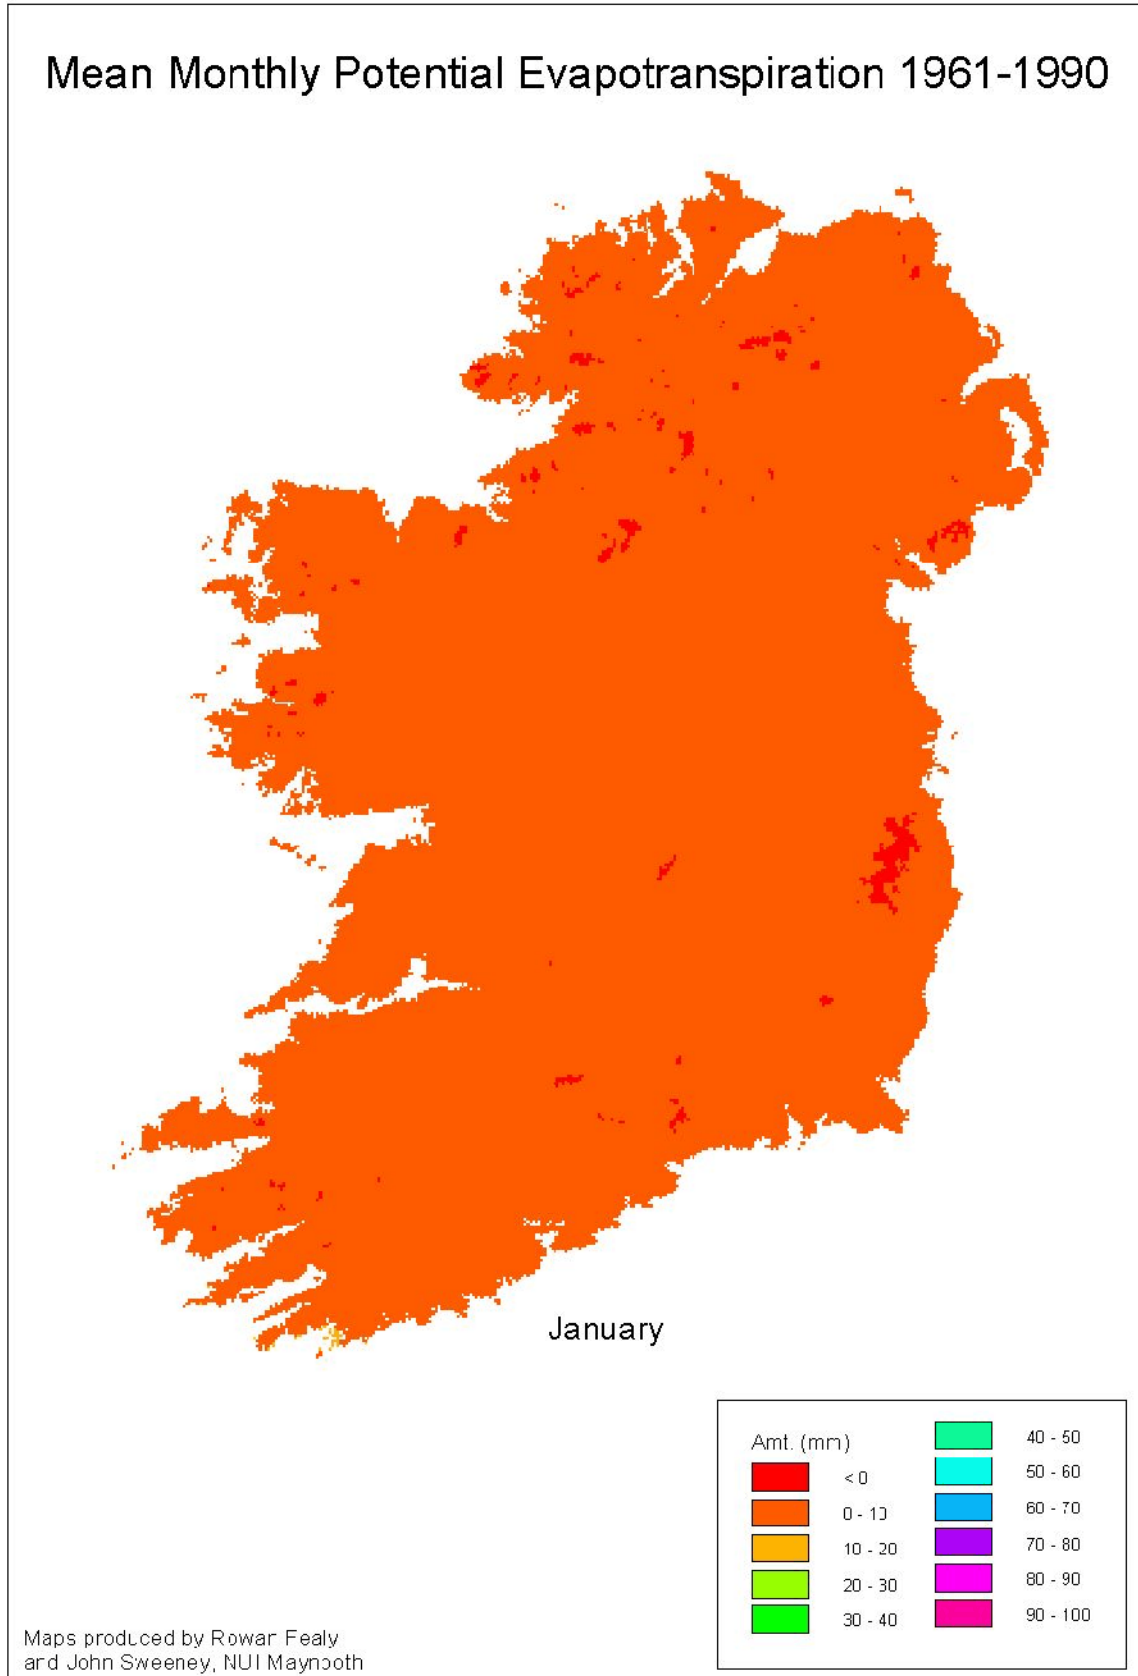 Mean Monthly Potential Evapotranspiration 1961-1990
January
Amt. (mm)
< 0
0 - 10
10 - 20
20 - 30
30 - 40
40 - 50
50 - 60
60 - 70
70 - 80
80 - 90
90 - 100
Maps produced by Rowan Fealy
and John Sweeney, NUI Maynooth